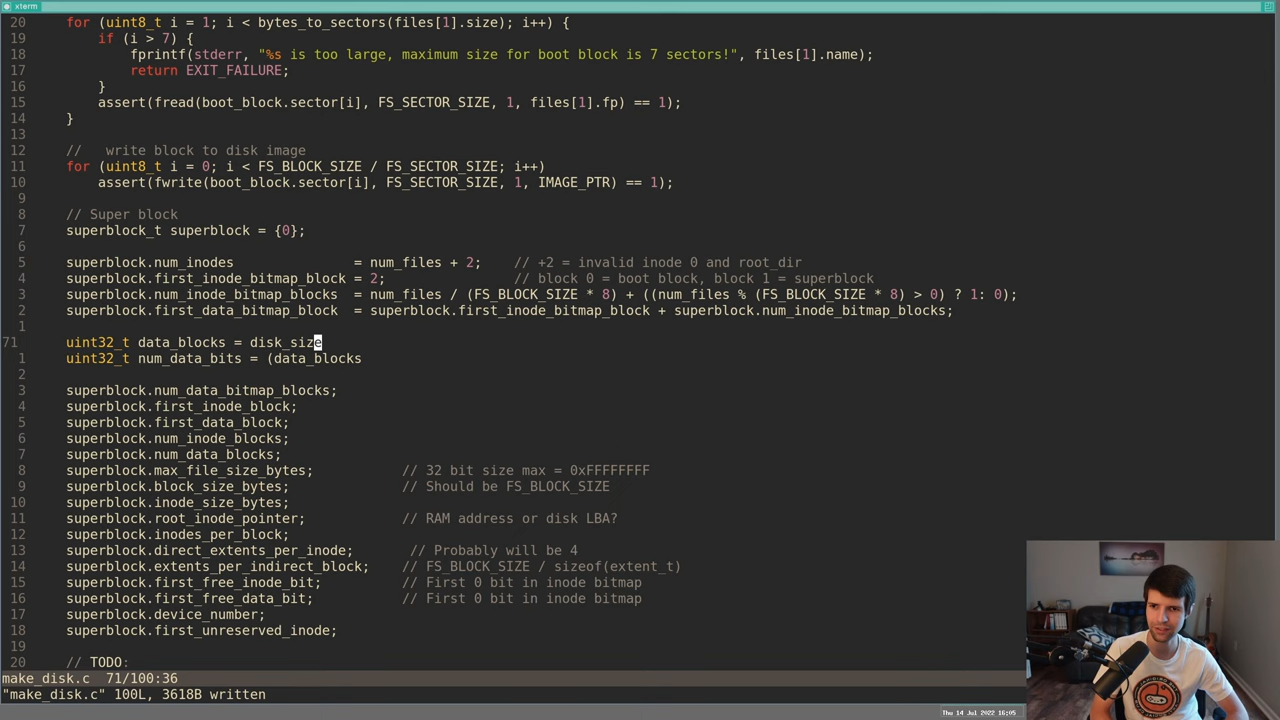 xterm
20 for (uint8_t i = 1; i < bytes_to_sectors(files[1].size); i++) {
19 if (i > 7) {
18 fprintf(stderr, "%s is too large, maximum size for boot block is 7 sectors!", files[1].name);
17 return EXIT_FAILURE;
16 }
15 assert(fread(boot_block.sector[i], FS_SECTOR_SIZE, 1, files[1].fp) == 1);
14 }
13
12 // write block to disk image
11 for (uint8_t i = 0; i < FS_BLOCK_SIZE / FS_SECTOR_SIZE; i++)
10 assert(fwrite(boot_block.sector[i], FS_SECTOR_SIZE, 1, IMAGE_PTR) == 1);
9
8 // Super block
7 superblock_t superblock = {0};
6
5 superblock.num_inodes = num_files + 2; // +2 = invalid inode 0 and root_dir
4 superblock.first_inode_bitmap_block = 2; // block 0 = boot block, block 1 = superblock
3 superblock.num_inode_bitmap_blocks = num_files / (FS_BLOCK_SIZE * 8) + ((num_files % (FS_BLOCK_SIZE * 8) > 0) ? 1: 0);
2 superblock.first_data_bitmap_block = superblock.first_inode_bitmap_block + superblock.num_inode_bitmap_blocks;
1
71 uint32_t data_blocks = disk_size
1 uint32_t num_data_bits = (data_blocks
2
3 superblock.num_data_bitmap_blocks;
4 superblock.first_inode_block;
5 superblock.first_data_block;
6 superblock.num_inode_blocks;
7 superblock.num_data_blocks;
8 superblock.max_file_size_bytes; // 32 bit size max = 0xFFFFFFFF
9 superblock.block_size_bytes; // Should be FS_BLOCK_SIZE
10 superblock.inode_size_bytes;
11 superblock.root_inode_pointer; // RAM address or disk LBA?
12 superblock.inodes_per_block;
13 superblock.direct_extents_per_inode; // Probably will be 4
14 superblock.extents_per_indirect_block; // FS_BLOCK_SIZE / sizeof(extent_t)
15 superblock.first_free_inode_bit; // First 0 bit in inode bitmap
16 superblock.first_free_data_bit; // First 0 bit in inode bitmap
17 superblock.device_number;
18 superblock.first_unreserved_inode;
19
20 // TODO:
make_disk.c 71/100:36
"make_disk.c" 100L, 3618B written
Thu 14 Jul 2022 16:05